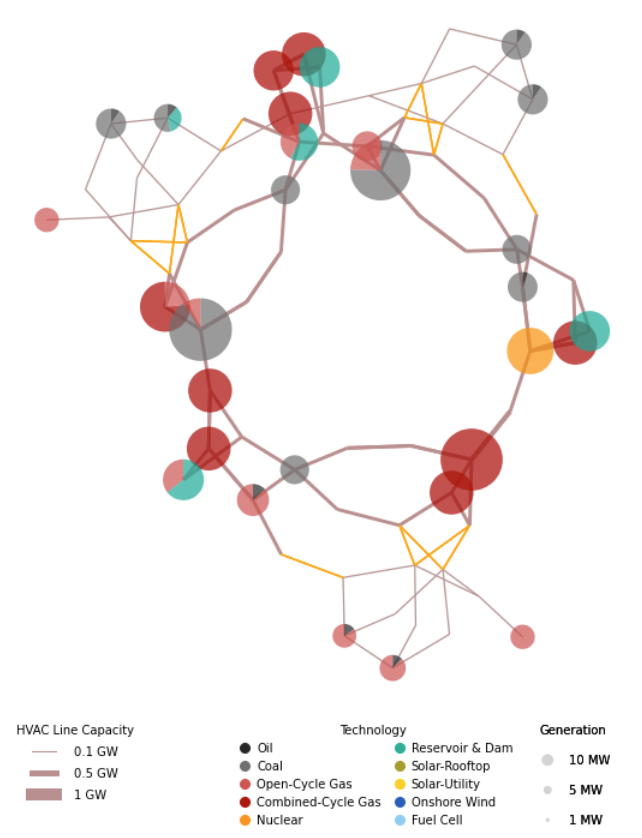 HVAC Line Capacity
0.1 GW
0.5 GW
1 GW
Technology
Oil
Coal
Open-Cycle Gas
Combined-Cycle Gas
Nuclear
Reservoir & Dam
Solar-Rooftop
Solar-Utility
Onshore Wind
Fuel Cell
Generation
10 MW
5 MW
1 MW